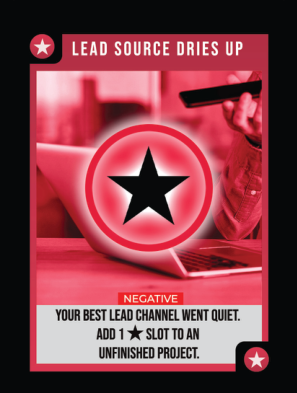 LEAD SOURCE DRIES UP
NEGATIVE
YOUR BEST LEAD CHANNEL WENT QUIET.
ADD 1 ★ SLOT TO AN
UNFINISHED PROJECT.